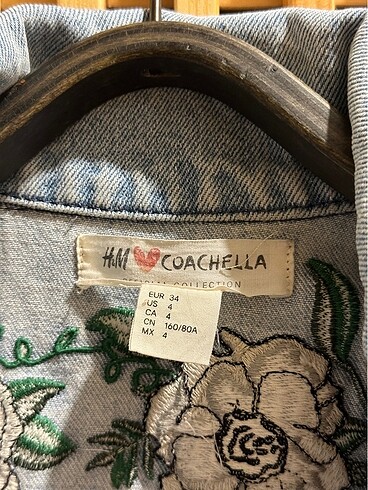 H&M ❤ COACHELLA
COLLECTION
EUR 34
US 4
CA 4
CN 160/80A
MX 4